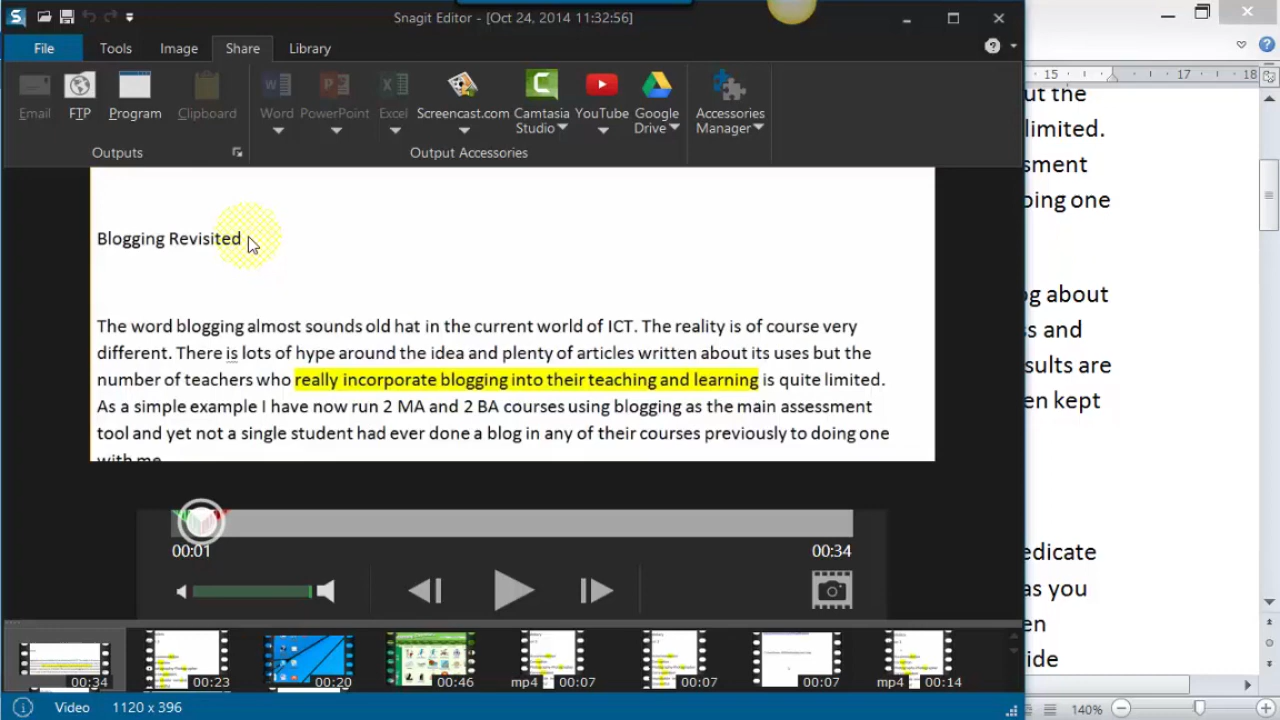 Snagit Editor - [Oct 24, 2014 11:32:56]
File Tools Image Share Library
Email FTP Program Clipboard Word PowerPoint Excel Screencast.com Camtasia Studio YouTube Google Drive Accessories Manager
Outputs Output Accessories
Blogging Revisited
The word blogging almost sounds old hat in the current world of ICT. The reality is of course very
different. There is lots of hype around the idea and plenty of articles written about its uses but the
number of teachers who really incorporate blogging into their teaching and learning is quite limited.
As a simple example I have now run 2 MA and 2 BA courses using blogging as the main assessment
tool and yet not a single student had ever done a blog in any of their courses previously to doing one
with me
00:01 00:34
00:34 00:23 00:20 00:46 mp4 00:07 00:07 00:07 mp4 00:14
Video 1120 x 396
15 17 18
ut the
limited.
sment
oing one
og about
ss and
sults are
en kept
edicate
as you
en
ide
140%